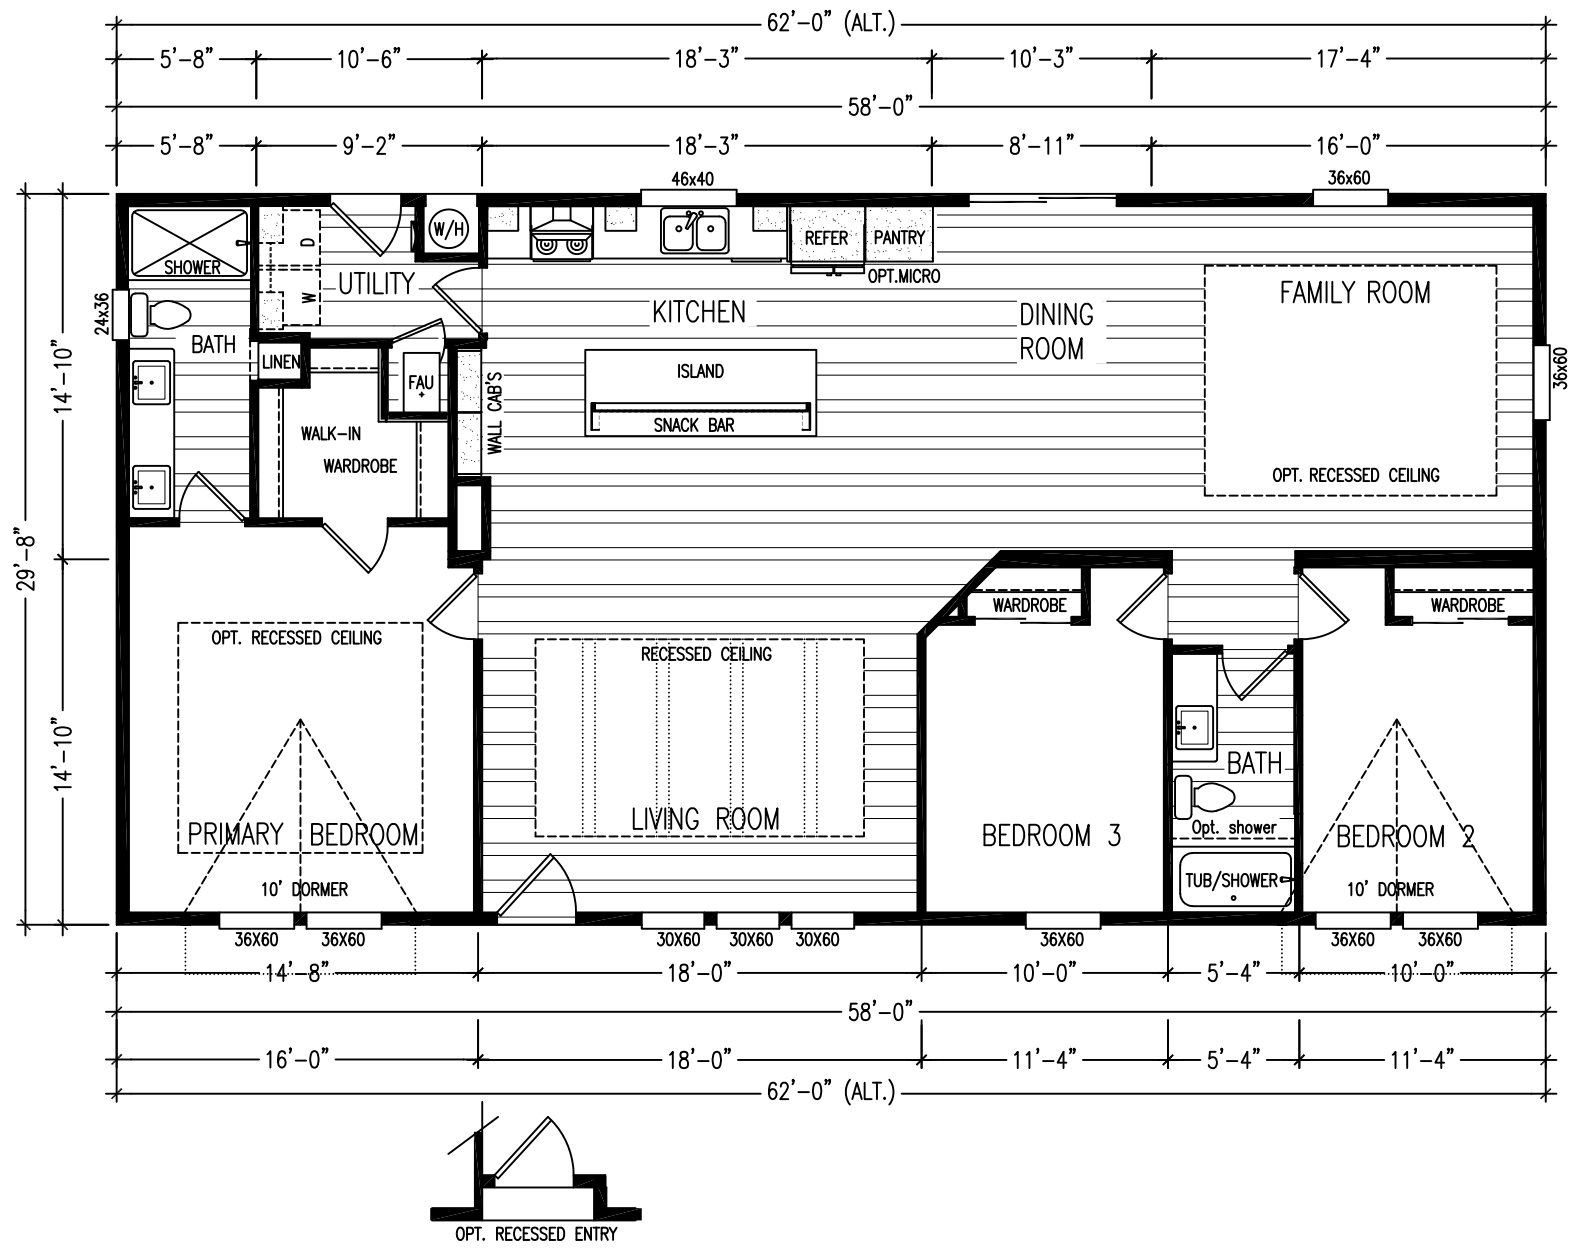 62'-0" (ALT.)
5'-8" 10'-6" 18'-3" 10'-3" 17'-4"
58'-0"
5'-8" 9'-2" 18'-3" 8'-11" 16'-0"
46x40
36x60
SHOWER
D
W
W/H
UTILITY
REFER
PANTRY
OPT.MICRO
24x36
BATH
LINEN
FAU
WALL CAB'S
KITCHEN
ISLAND
SNACK BAR
DINING
ROOM
FAMILY ROOM
OPT. RECESSED CEILING
36x60
WALK-IN
WARDROBE
14'-10"
29'-8"
14'-10"
OPT. RECESSED CEILING
PRIMARY BEDROOM
10' DORMER
RECESSED CEILING
LIVING ROOM
WARDROBE
BEDROOM 3
BATH
Opt. shower
TUB/SHOWER
WARDROBE
BEDROOM 2
10' DORMER
36X60 36X60 30X60 30X60 30X60 36X60 36X60 36X60
14'-8" 18'-0" 10'-0" 5'-4" 10'-0"
58'-0"
16'-0" 18'-0" 11'-4" 5'-4" 11'-4"
62'-0" (ALT.)
OPT. RECESSED ENTRY